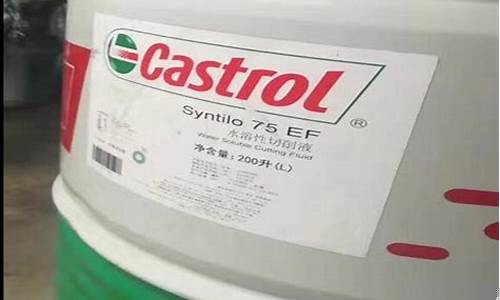 Castrol
®
Syntilo 75 EF
水溶性切削液
Water Soluble Cutting Fluid
净含量：200升(L)